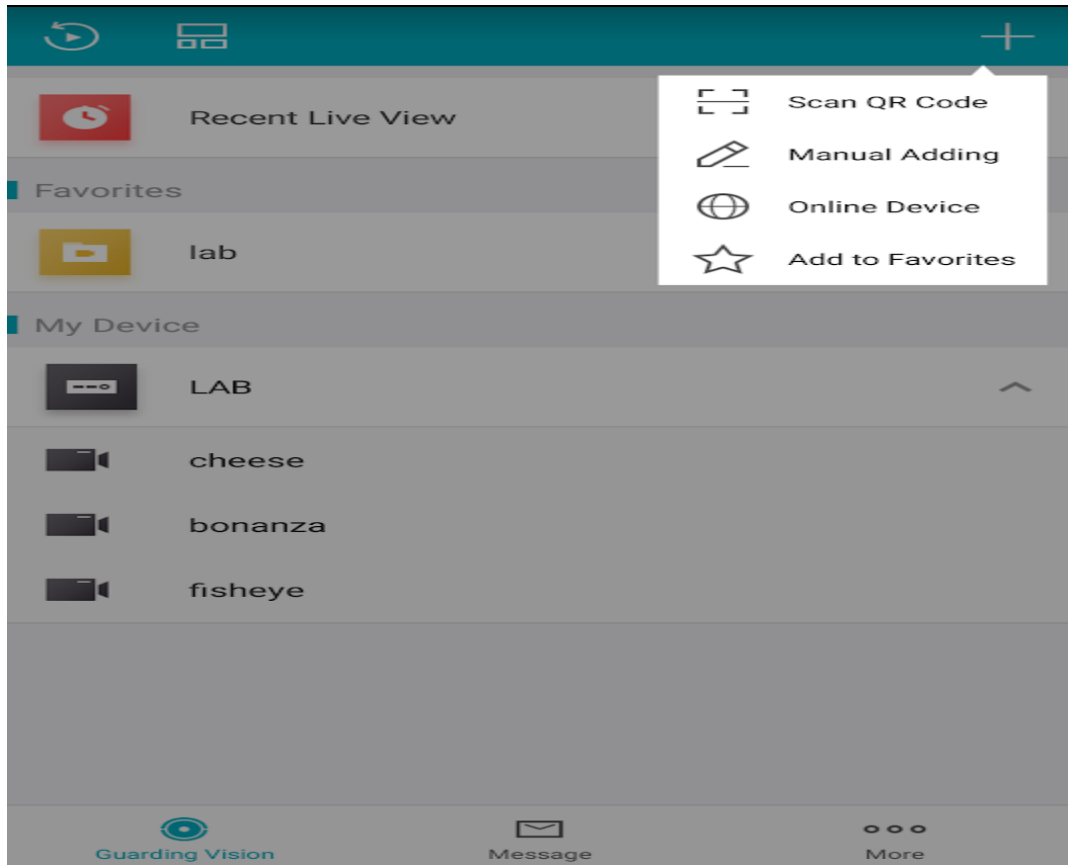 Recent Live View
Scan QR Code
Manual Adding
Online Device
Add to Favorites
Favorites
lab
My Device
LAB
cheese
bonanza
fisheye
Guarding Vision
Message
More